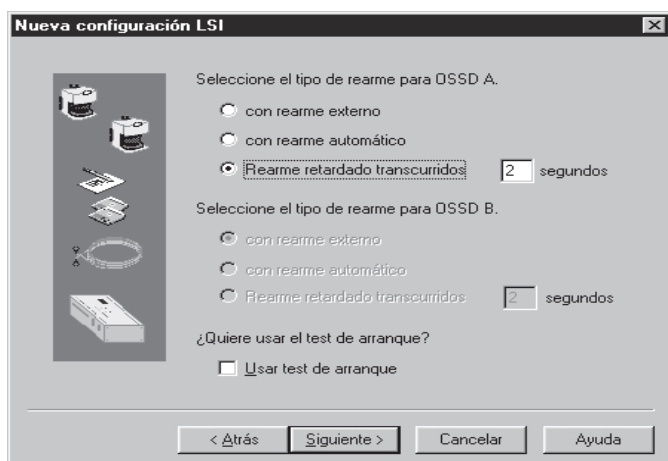 Nueva configuración LSI
Seleccione el tipo de rearme para OSSD A.
con rearme externo
con rearme automático
Rearme retardado transcurridos 2 segundos
Seleccione el tipo de rearme para OSSD B.
con rearme externo
con rearme automático
Rearme retardado transcurridos 2 segundos
¿Quiere usar el test de arranque?
Usar test de arranque
< Atrás Siguiente > Cancelar Ayuda